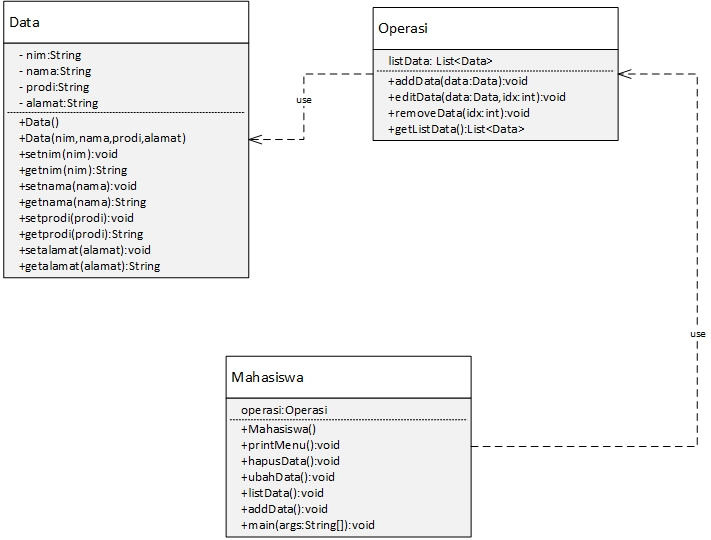 Data
- nim:String
- nama:String
- prodi:String
- alamat:String
+Data()
+Data(nim,nama,prodi,alamat)
+setnim(nim):void
+getnim(nim):String
+setnama(nama):void
+getnama(nama):String
+setprodi(prodi):void
+getprodi(prodi):String
+setalamat(alamat):void
+getalamat(alamat):String
use
Operasi
listData: List<Data>
+addData(data:Data):void
+editData(data:Data,idx:int):void
+removeData(idx:int):void
+getListData():List<Data>
use
Mahasiswa
operasi:Operasi
+Mahasiswa()
+printMenu():void
+hapusData():void
+ubahData():void
+listData():void
+addData():void
+main(args:String[]):void